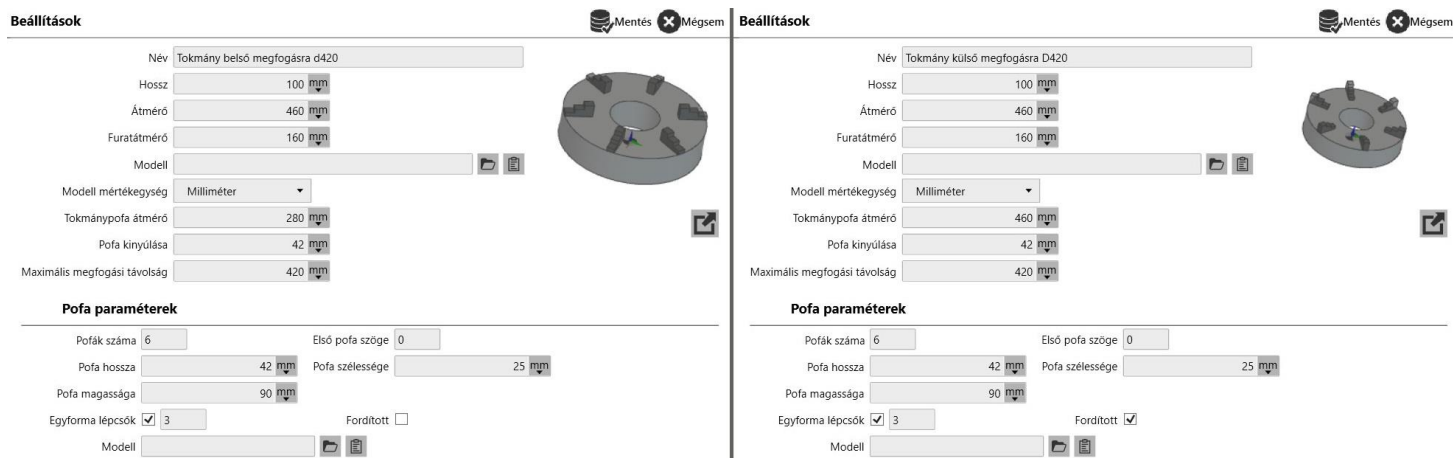 Beállítások Mentés Mégsem
Név Tokmány belső megfogásra d420
Hossz 100 mm
Átmérő 460 mm
Furatátmérő 160 mm
Modell
Modell mértékegység Milliméter
Tokmánypofa átmérő 280 mm
Pofa kinyúlása 42 mm
Maximális megfogási távolság 420 mm
Pofa paraméterek
Pofák száma 6 Első pofa szöge 0
Pofa hossza 42 mm Pofa szélessége 25 mm
Pofa magassága 90 mm
Egyforma lépcsők 3 Fordított
Modell
Beállítások Mentés Mégsem
Név Tokmány külső megfogásra D420
Hossz 100 mm
Átmérő 460 mm
Furatátmérő 160 mm
Modell
Modell mértékegység Milliméter
Tokmánypofa átmérő 460 mm
Pofa kinyúlása 42 mm
Maximális megfogási távolság 420 mm
Pofa paraméterek
Pofák száma 6 Első pofa szöge 0
Pofa hossza 42 mm Pofa szélessége 25 mm
Pofa magassága 90 mm
Egyforma lépcsők 3 Fordított
Modell